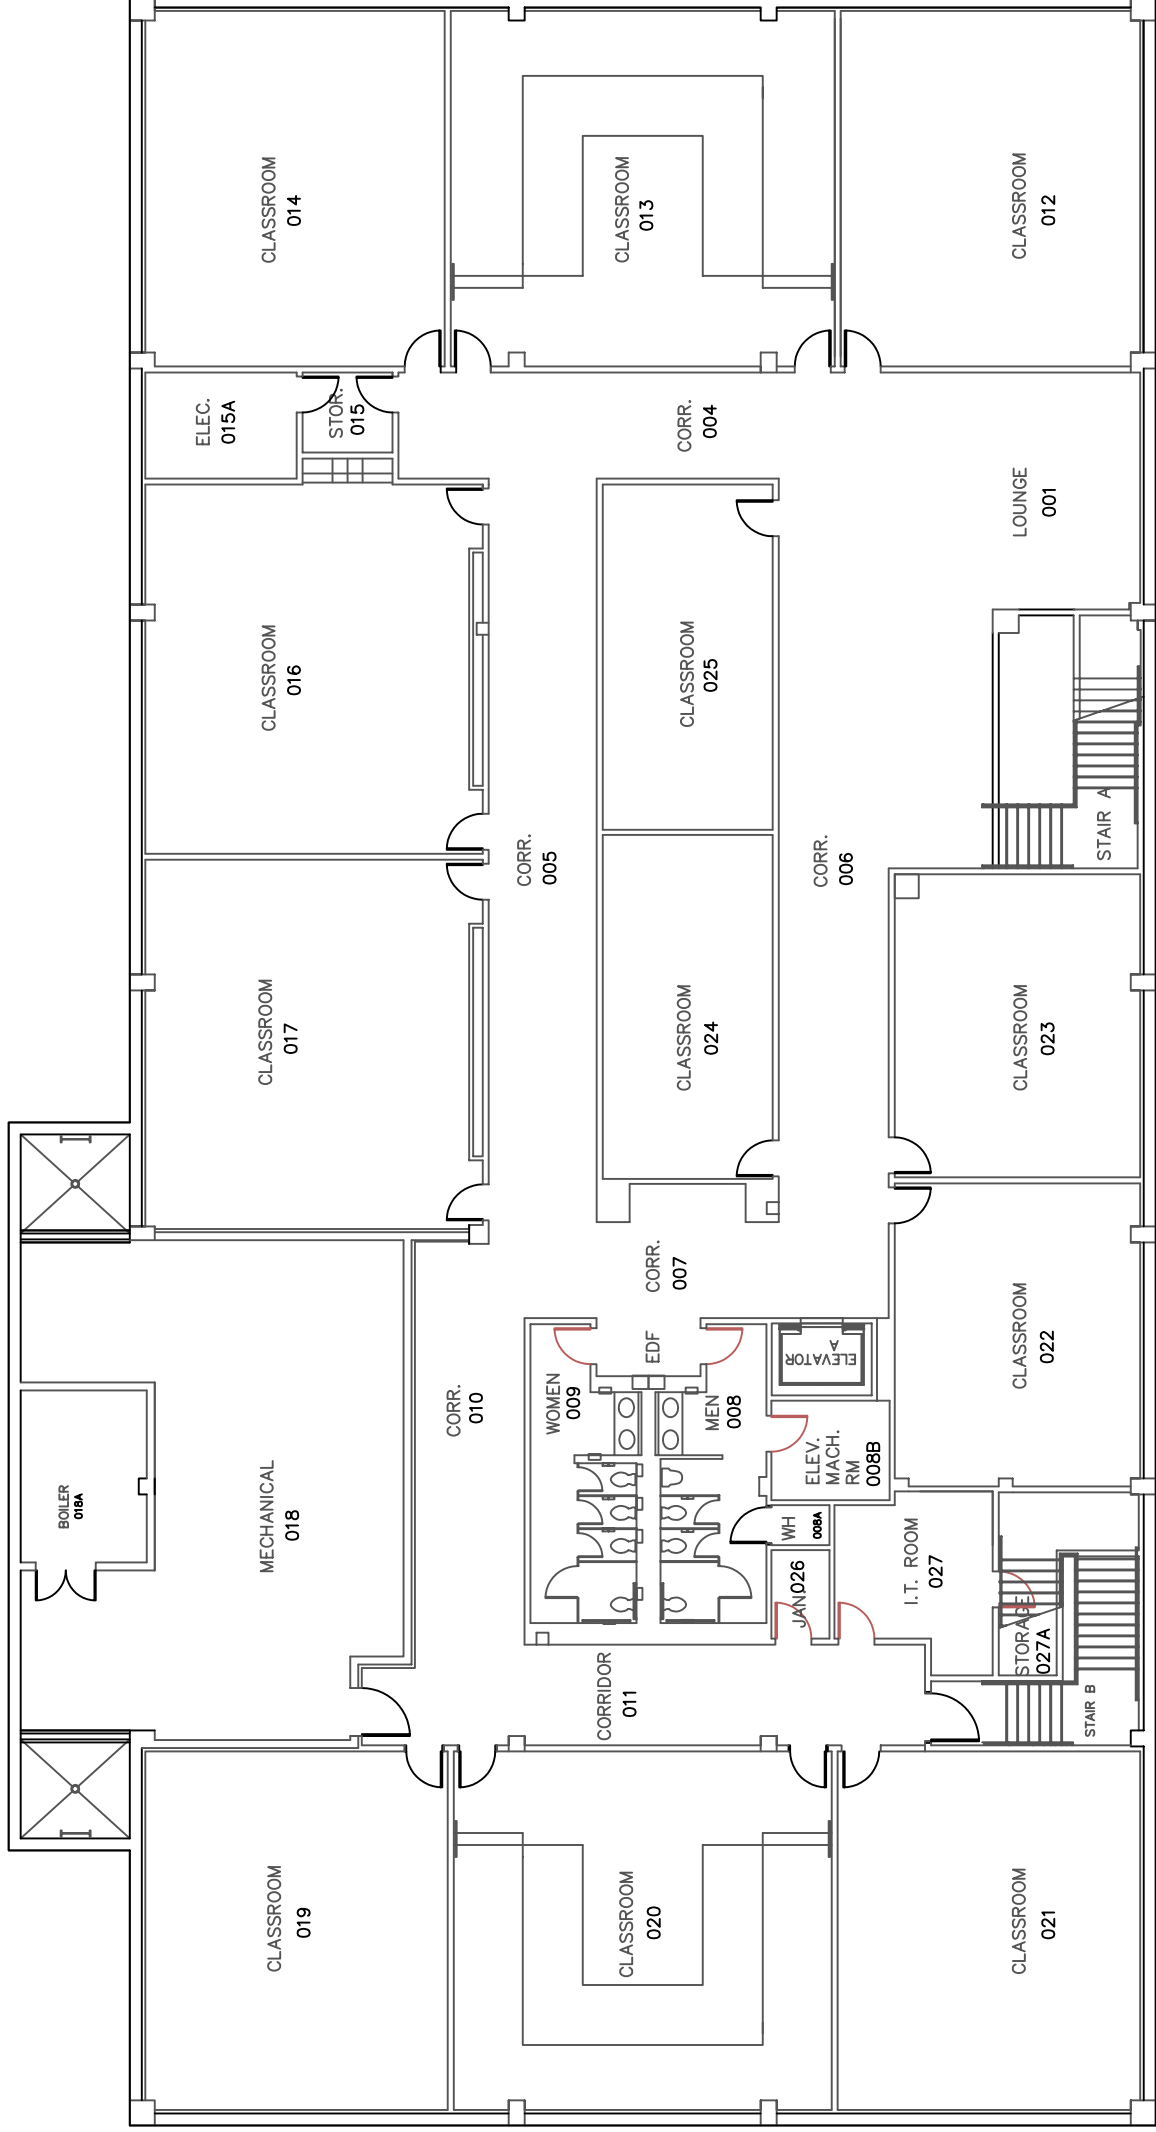 CLASSROOM
014
CLASSROOM
013
CLASSROOM
012
ELEC.
015A
STOR.
015
CORR.
004
LOUNGE
001
CLASSROOM
016
CLASSROOM
025
CORR.
005
CORR.
006
STAIR A
CLASSROOM
017
CLASSROOM
024
CLASSROOM
023
CORR.
007
EDF
ELEVATOR
A
CLASSROOM
022
CORR.
010
WOMEN
009
MEN
008
ELEV.
MACH.
RM
008B
BOILER
018A
MECHANICAL
018
WH
008A
JAN.
026
I.T. ROOM
027
STORAGE
027A
CORRIDOR
011
STAIR B
CLASSROOM
019
CLASSROOM
020
CLASSROOM
021